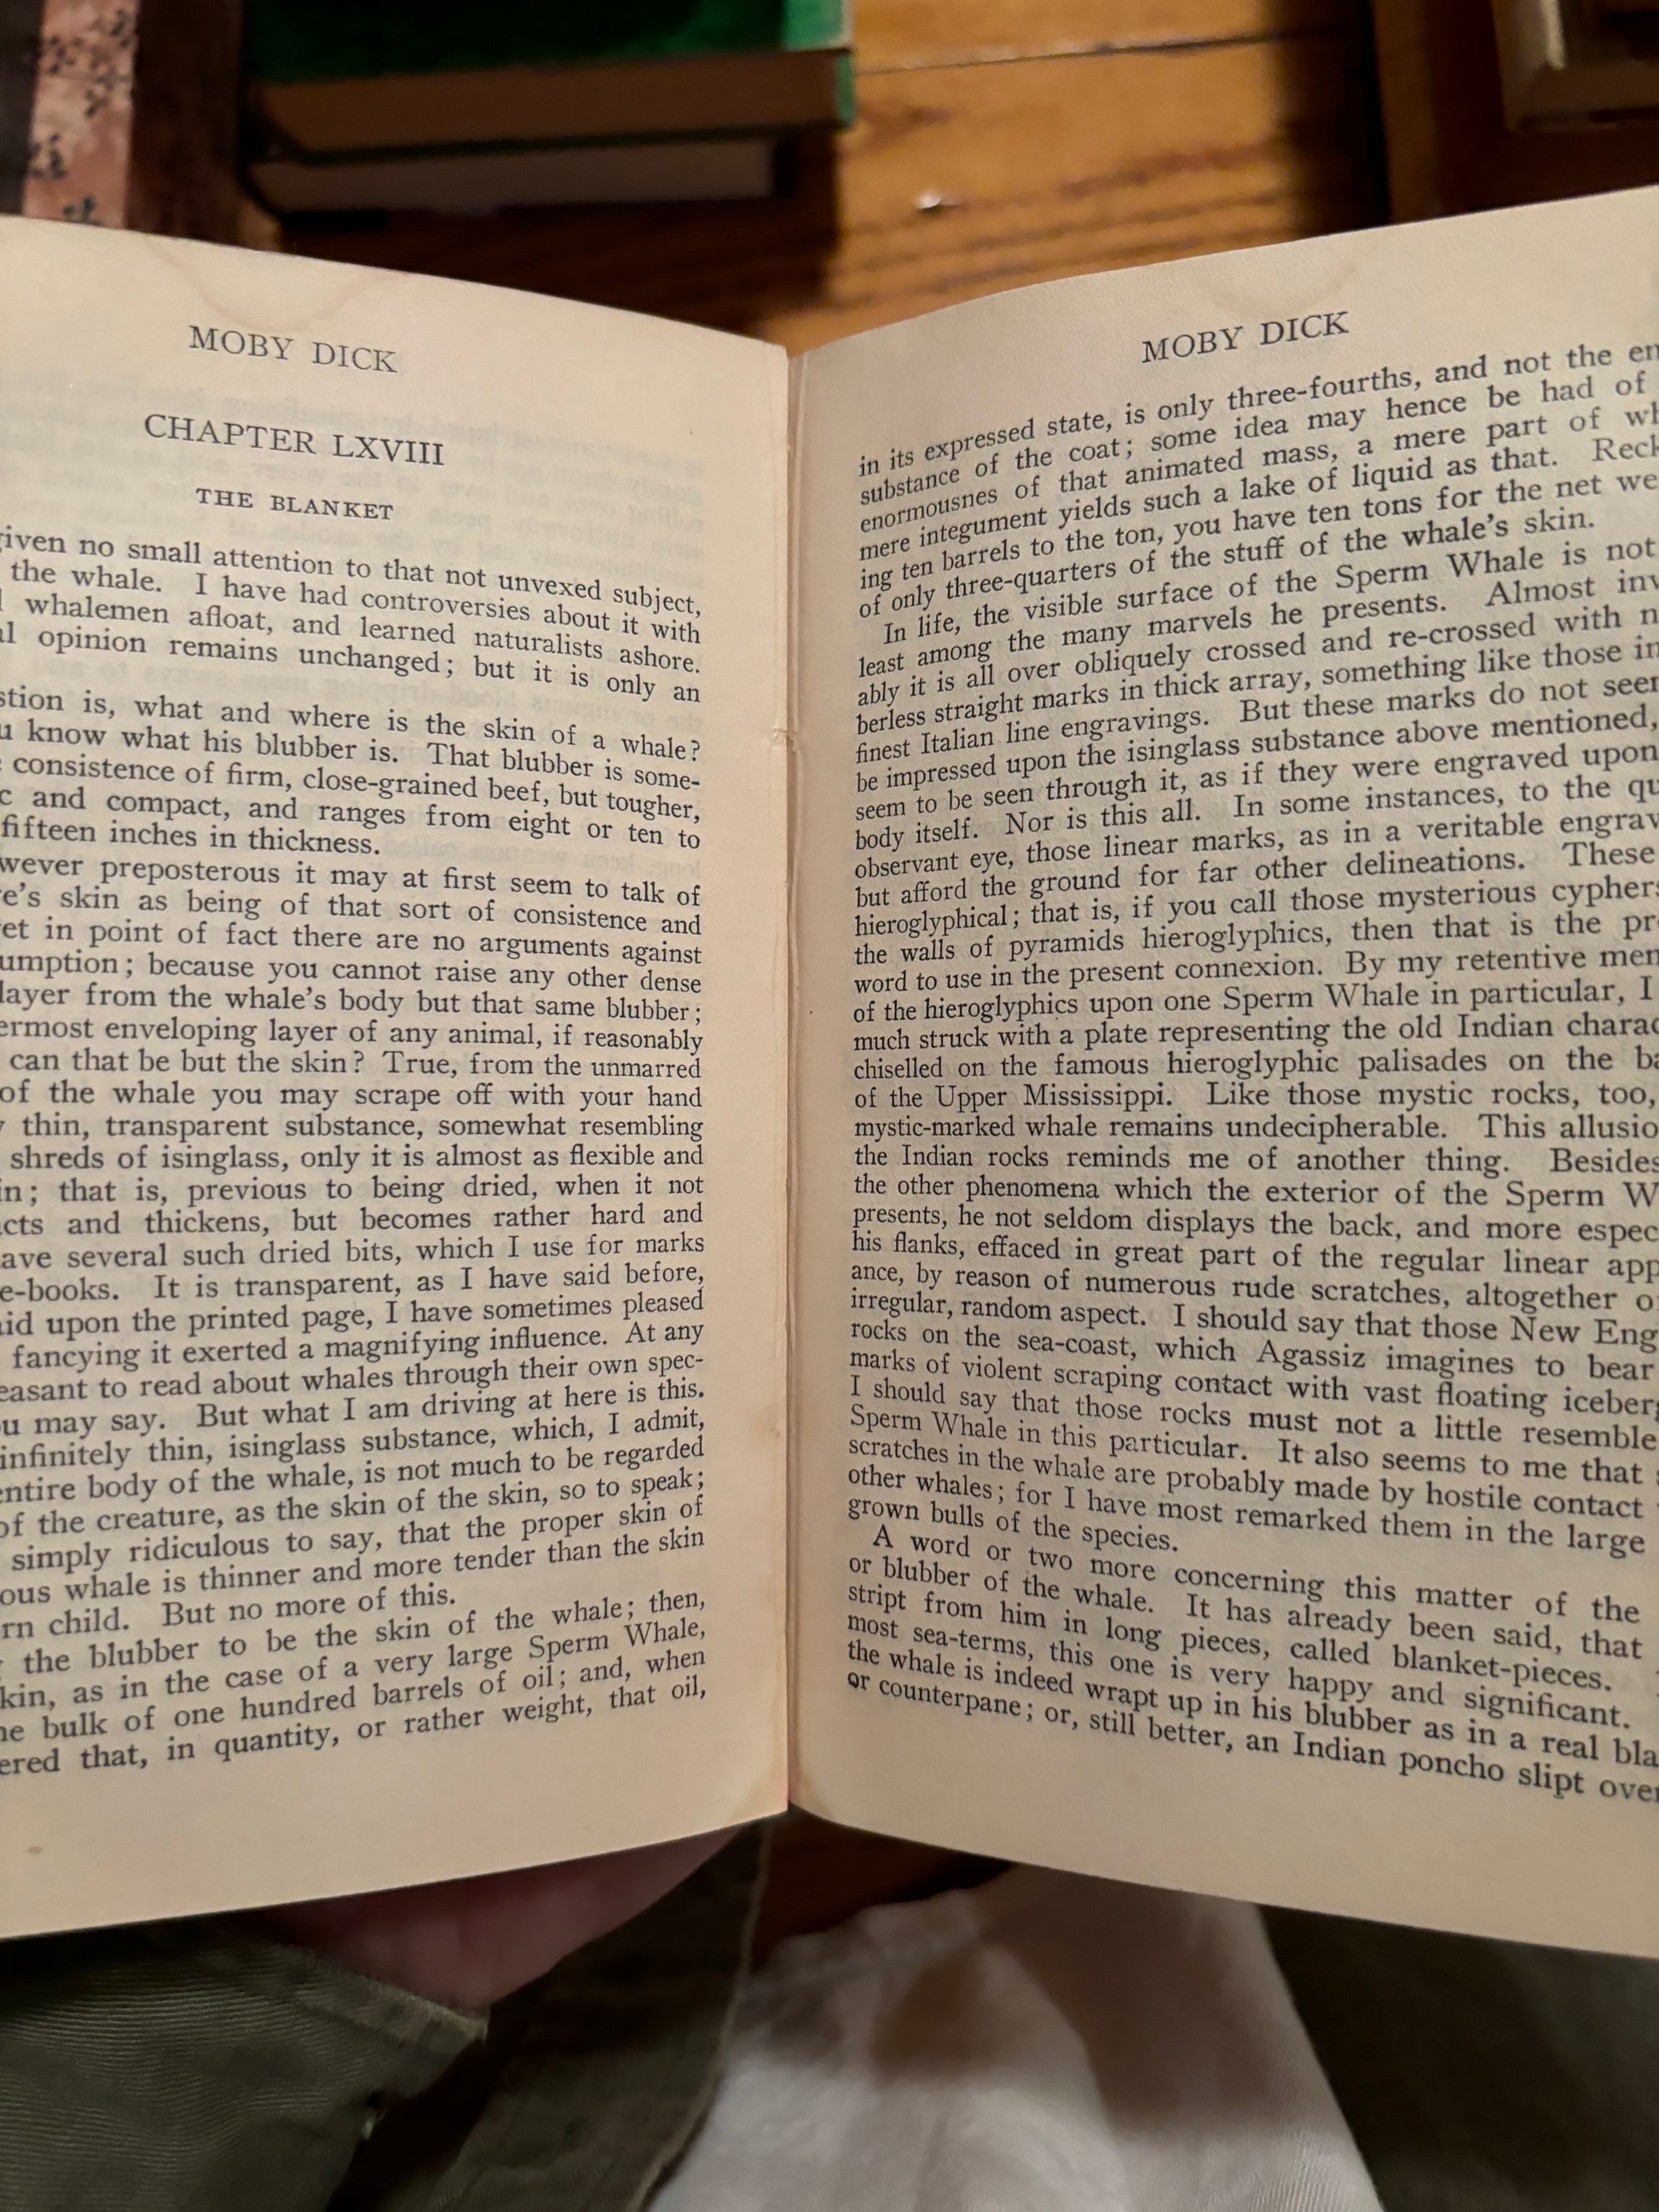 MOBY DICK
CHAPTER LXVIII
THE BLANKET
given no small attention to that not unvexed subject,
the whale. I have had controversies about it with
whalemen afloat, and learned naturalists ashore.
opinion remains unchanged; but it is only an
stion is, what and where is the skin of a whale?
know what his blubber is. That blubber is some-
consistence of firm, close-grained beef, but tougher,
and compact, and ranges from eight or ten to
fifteen inches in thickness.
wever preposterous it may at first seem to talk of
e's skin as being of that sort of consistence and
et in point of fact there are no arguments against
umption; because you cannot raise any other dense
layer from the whale's body but that same blubber;
ermost enveloping layer of any animal, if reasonably
can that be but the skin? True, from the unmarred
of the whale you may scrape off with your hand
thin, transparent substance, somewhat resembling
shreds of isinglass, only it is almost as flexible and
in; that is, previous to being dried, when it not
cts and thickens, but becomes rather hard and
ave several such dried bits, which I use for marks
e-books. It is transparent, as I have said before,
aid upon the printed page, I have sometimes pleased
fancying it exerted a magnifying influence. At any
easant to read about whales through their own spec-
ou may say. But what I am driving at here is this.
infinitely thin, isinglass substance, which, I admit,
entire body of the whale, is not much to be regarded
of the creature, as the skin of the skin, so to speak;
simply ridiculous to say, that the proper skin of
ous whale is thinner and more tender than the skin
rn child. But no more of this.
the blubber to be the skin of the whale; then,
kin, as in the case of a very large Sperm Whale,
he bulk of one hundred barrels of oil; and, when
ered that, in quantity, or rather weight, that oil,
MOBY DICK
in its expressed state, is only three-fourths, and not the en
substance of the coat; some idea may hence be had of
enormousnes of that animated mass, a mere part of wh
mere integument yields such a lake of liquid as that. Reck
ing ten barrels to the ton, you have ten tons for the net we
of only three-quarters of the stuff of the whale's skin.
In life, the visible surface of the Sperm Whale is not
least among the many marvels he presents. Almost inv
ably it is all over obliquely crossed and re-crossed with n
berless straight marks in thick array, something like those in
finest Italian line engravings. But these marks do not seem
be impressed upon the isinglass substance above mentioned,
seem to be seen through it, as if they were engraved upon
body itself. Nor is this all. In some instances, to the qu
observant eye, those linear marks, as in a veritable engrav
but afford the ground for far other delineations. These
hieroglyphical; that is, if you call those mysterious cyphers
the walls of pyramids hieroglyphics, then that is the pr
word to use in the present connexion. By my retentive mem
of the hieroglyphics upon one Sperm Whale in particular, I
much struck with a plate representing the old Indian charac
chiselled on the famous hieroglyphic palisades on the ba
of the Upper Mississippi. Like those mystic rocks, too,
mystic-marked whale remains undecipherable. This allusio
the Indian rocks reminds me of another thing. Besides
the other phenomena which the exterior of the Sperm W
presents, he not seldom displays the back, and more espec
his flanks, effaced in great part of the regular linear app
ance, by reason of numerous rude scratches, altogether o
irregular, random aspect. I should say that those New Eng
rocks on the sea-coast, which Agassiz imagines to bear
marks of violent scraping contact with vast floating iceberg
I should say that those rocks must not a little resemble
Sperm Whale in this particular. It also seems to me that s
scratches in the whale are probably made by hostile contact
other whales; for I have most remarked them in the large
grown bulls of the species.
A word or two more concerning this matter of the
or blubber of the whale. It has already been said, that
stript from him in long pieces, called blanket-pieces.
most sea-terms, this one is very happy and significant.
the whale is indeed wrapt up in his blubber as in a real bla
or counterpane; or, still better, an Indian poncho slipt over